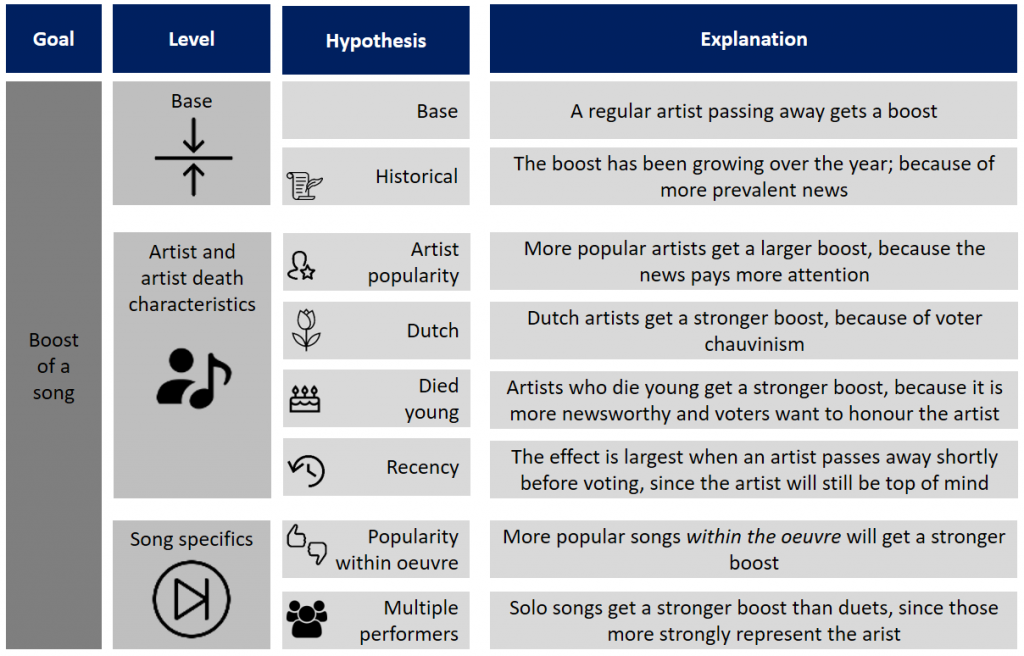 Goal
Level
Hypothesis
Explanation
Boost
of a
song
Base
Base
A regular artist passing away gets a boost
Historical
The boost has been growing over the year; because of
more prevalent news
Artist and
artist death
characteristics
Artist
popularity
More popular artists get a larger boost, because the
news pays more attention
Dutch
Dutch artists get a stronger boost, because of voter
chauvinism
Died
young
Artists who die young get a stronger boost, because it is
more newsworthy and voters want to honour the artist
Recency
The effect is largest when an artist passes away shortly
before voting, since the artist will still be top of mind
Song specifics
Popularity
within oeuvre
More popular songs within the oeuvre will get a stronger
boost
Multiple
performers
Solo songs get a stronger boost than duets, since those
more strongly represent the arist